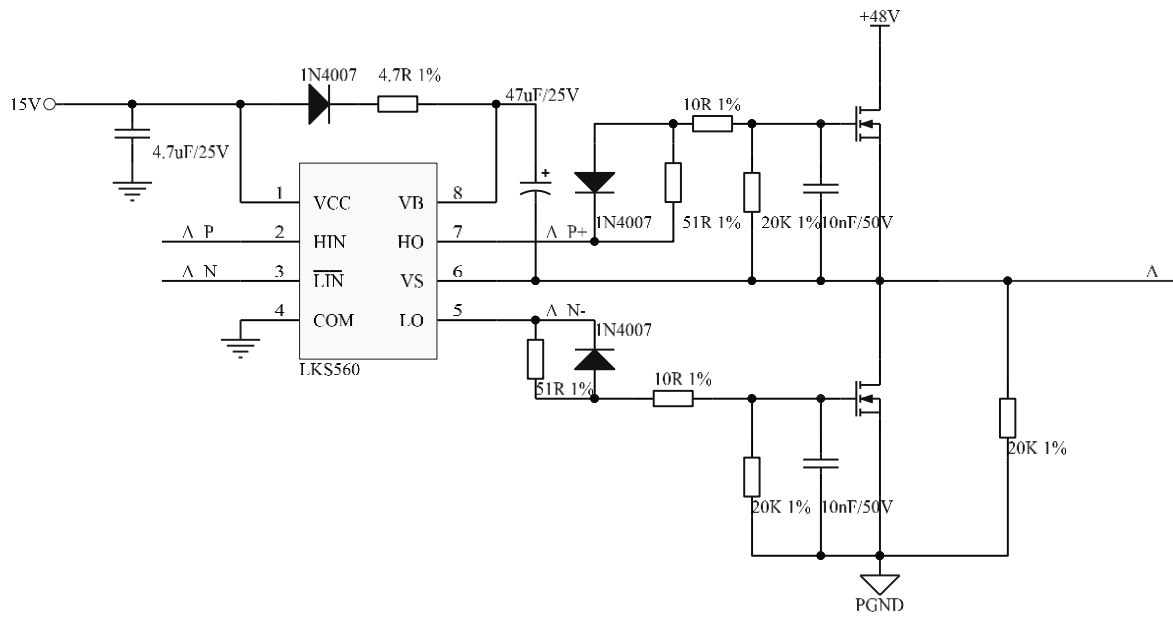 +48V
1N4007
4.7R 1%
15V
47uF/25V
10R 1%
4.7uF/25V
1
VCC
VB
8
1N4007
51R 1%
20K 1%
10nF/50V
A_P
2
HIN
HO
7
A_P+
A_N
3
LIN
VS
6
A
4
COM
LO
5
A_N-
1N4007
LKS560
51R 1%
10R 1%
20K 1%
20K 1%
10nF/50V
PGND